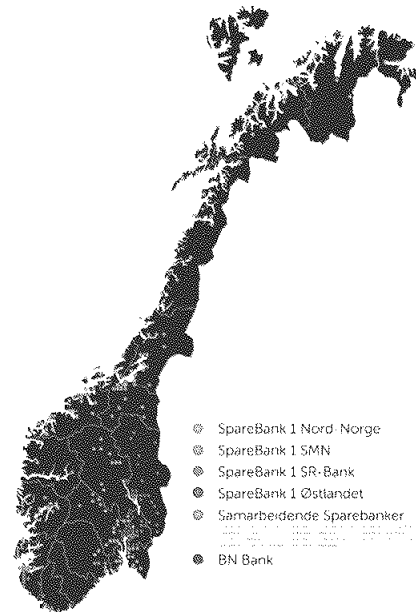 SpareBank 1 Nord-Norge
SpareBank 1 SMN
SpareBank 1 SR-Bank
SpareBank 1 Østlandet
Samarbeidende Sparebanker
BN Bank